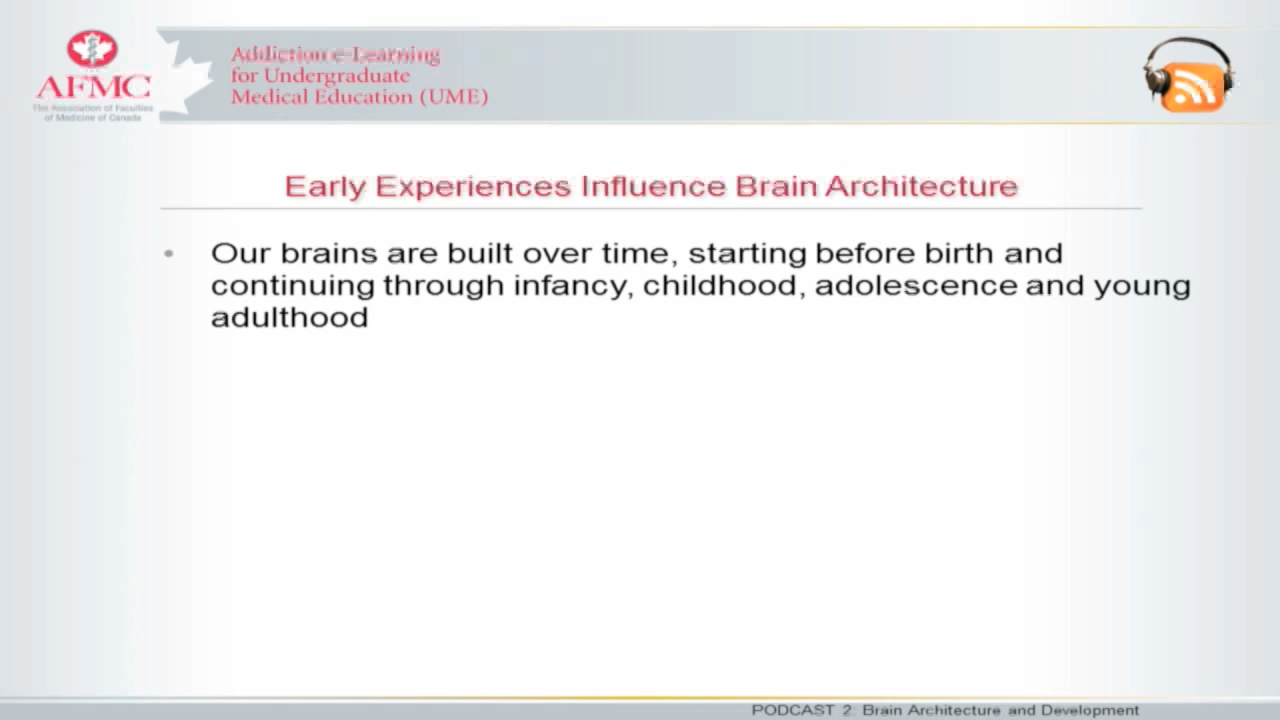 AFMC
The Association of Faculties
of Medicine of Canada
Addiction e-Learning
for Undergraduate
Medical Education (UME)
Early Experiences Influence Brain Architecture
• Our brains are built over time, starting before birth and
continuing through infancy, childhood, adolescence and young
adulthood
PODCAST 2: Brain Architecture and Development